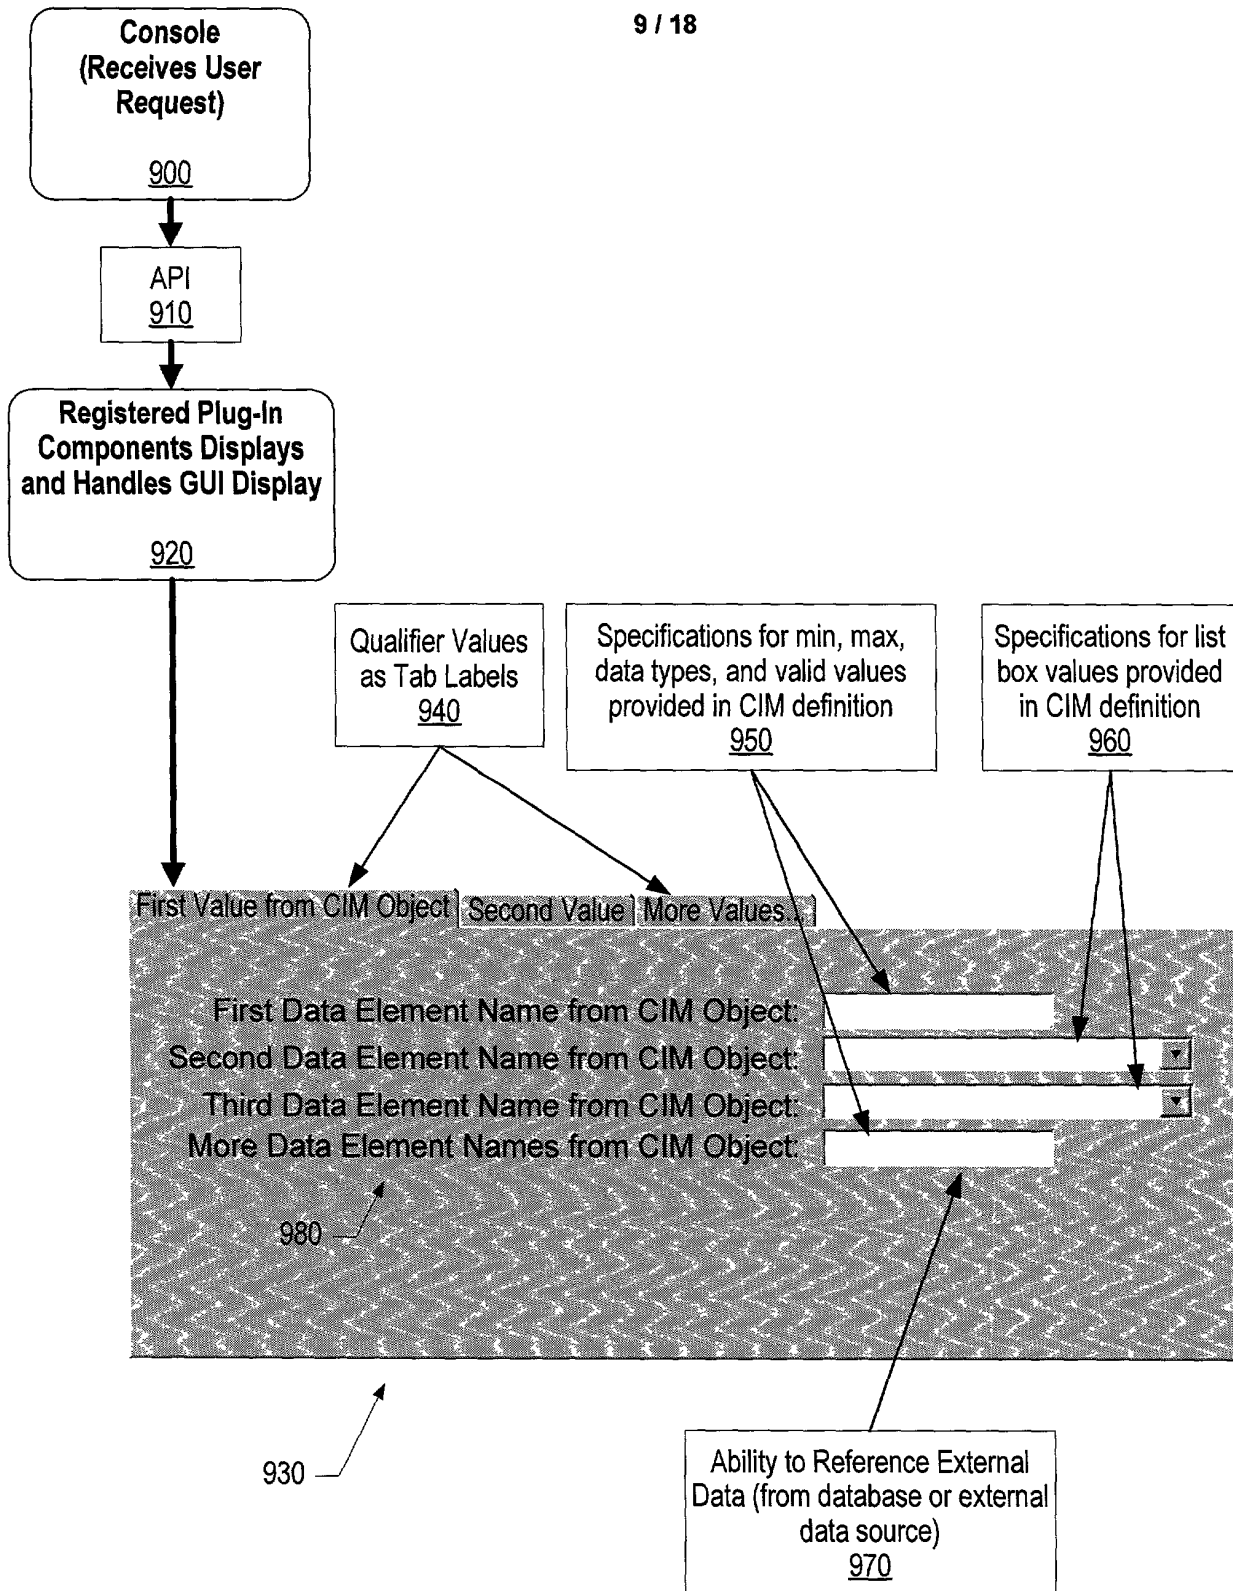 9 / 18
Console
(Receives User
Request)
900
API
910
Registered Plug-In
Components Displays
and Handles GUI Display
920
Qualifier Values
as Tab Labels
940
Specifications for min, max,
data types, and valid values
provided in CIM definition
950
Specifications for list
box values provided
in CIM definition
960
First Value from CIM Object
Second Value
More Values...
First Data Element Name from CIM Object:
Second Data Element Name from CIM Object:
Third Data Element Name from CIM Object:
More Data Element Names from CIM Object:
980
930
Ability to Reference External
Data (from database or external
data source)
970